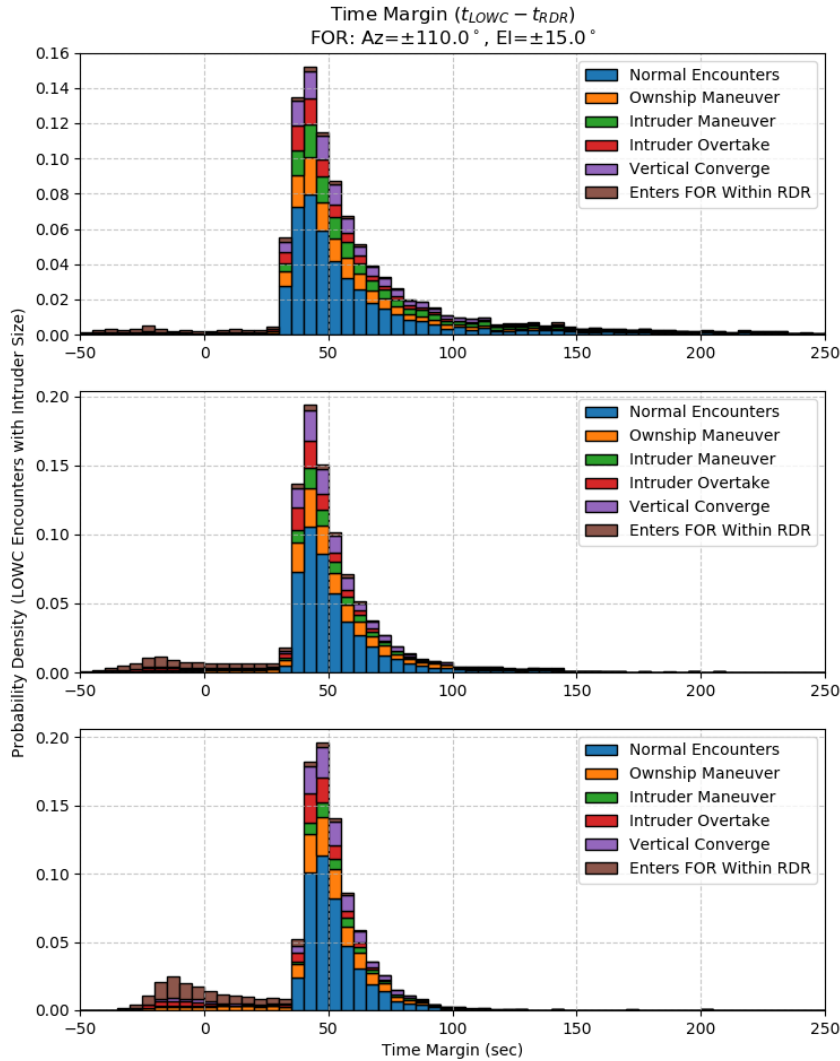 Time Margin (t_LOWC − t_RDR)
FOR: Az=±110.0°, El=±15.0°
Probability Density (LOWC Encounters with Intruder Size)
0.16
0.14
0.12
0.10
0.08
0.06
0.04
0.02
0.00
Normal Encounters
Ownship Maneuver
Intruder Maneuver
Intruder Overtake
Vertical Converge
Enters FOR Within RDR
−50 0 50 100 150 200 250
0.20
0.15
0.10
0.05
0.00
Normal Encounters
Ownship Maneuver
Intruder Maneuver
Intruder Overtake
Vertical Converge
Enters FOR Within RDR
−50 0 50 100 150 200 250
0.20
0.15
0.10
0.05
0.00
Normal Encounters
Ownship Maneuver
Intruder Maneuver
Intruder Overtake
Vertical Converge
Enters FOR Within RDR
−50 0 50 100 150 200 250
Time Margin (sec)